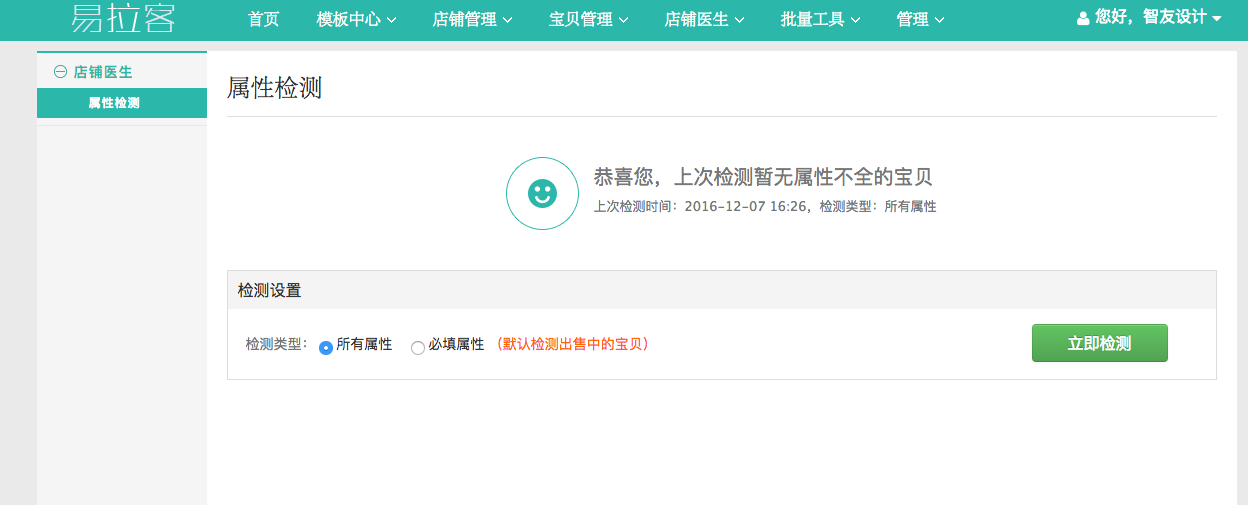 易拉客
首页 模板中心 店铺管理 宝贝管理 店铺医生 批量工具 管理 您好，智友设计
店铺医生
属性检测
属性检测
恭喜您，上次检测暂无属性不全的宝贝
上次检测时间：2016-12-07 16:26，检测类型：所有属性
检测设置
检测类型： 所有属性 必填属性 （默认检测出售中的宝贝） 立即检测